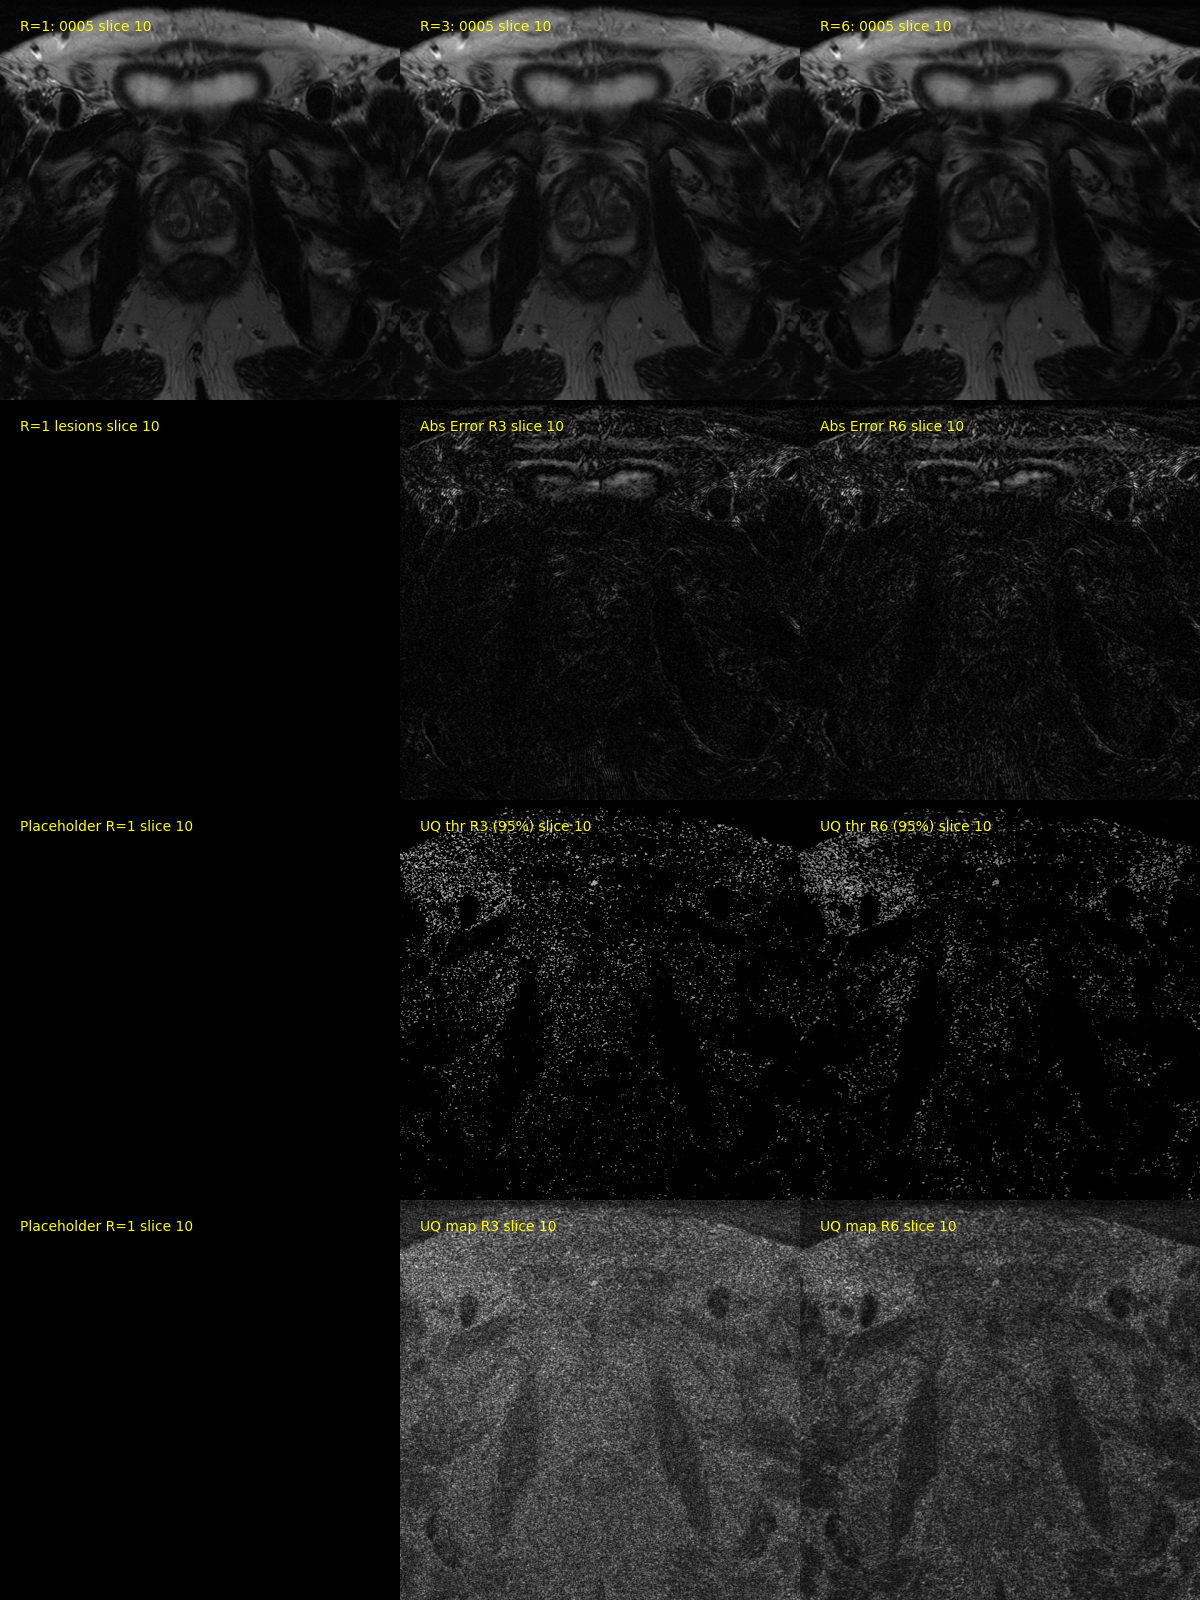 R=1: 0005 slice 10
R=3: 0005 slice 10
R=6: 0005 slice 10
R=1 lesions slice 10
Abs Error R3 slice 10
Abs Error R6 slice 10
Placeholder R=1 slice 10
UQ thr R3 (95%) slice 10
UQ thr R6 (95%) slice 10
Placeholder R=1 slice 10
UQ map R3 slice 10
UQ map R6 slice 10